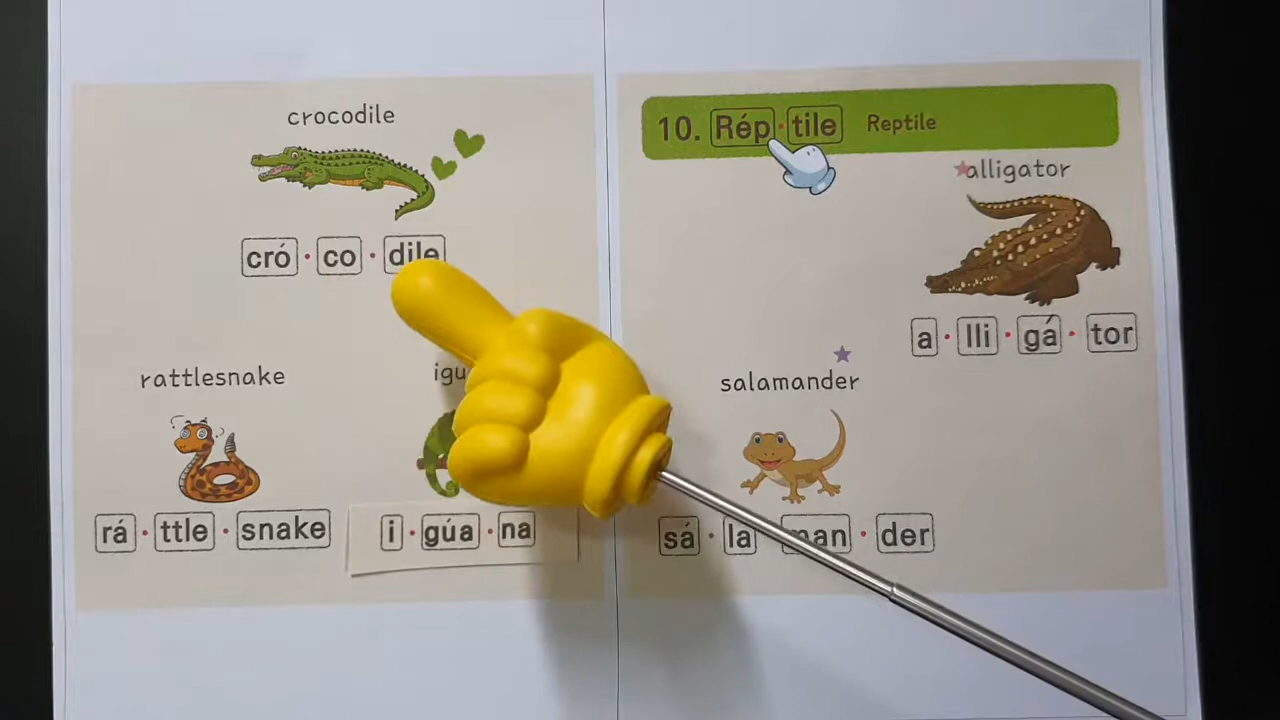 crocodile
cró · co · dile
rattlesnake
rá · ttle · snake
i · gúa · na
10. Rép · tile Reptile
alligator
a · lli · gá · tor
salamander
sá · la man · der